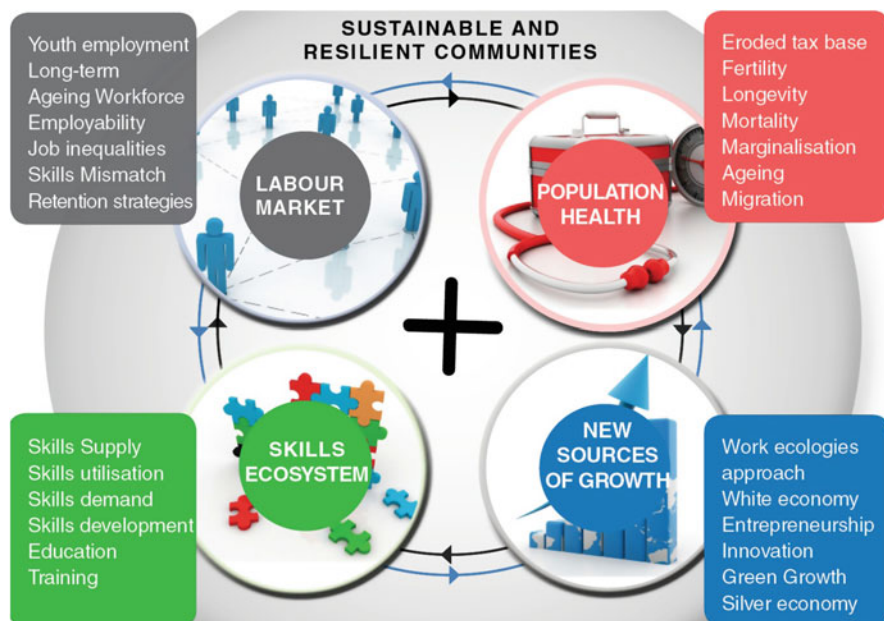 SUSTAINABLE AND
RESILIENT COMMUNITIES
Youth employment
Long-term
Ageing Workforce
Employability
Job inequalities
Skills Mismatch
Retention strategies
LABOUR
MARKET
POPULATION
HEALTH
Eroded tax base
Fertility
Longevity
Mortality
Marginalisation
Ageing
Migration
Skills Supply
Skills utilisation
Skills demand
Skills development
Education
Training
SKILLS
ECOSYSTEM
NEW
SOURCES
OF GROWTH
Work ecologies
approach
White economy
Entrepreneurship
Innovation
Green Growth
Silver economy